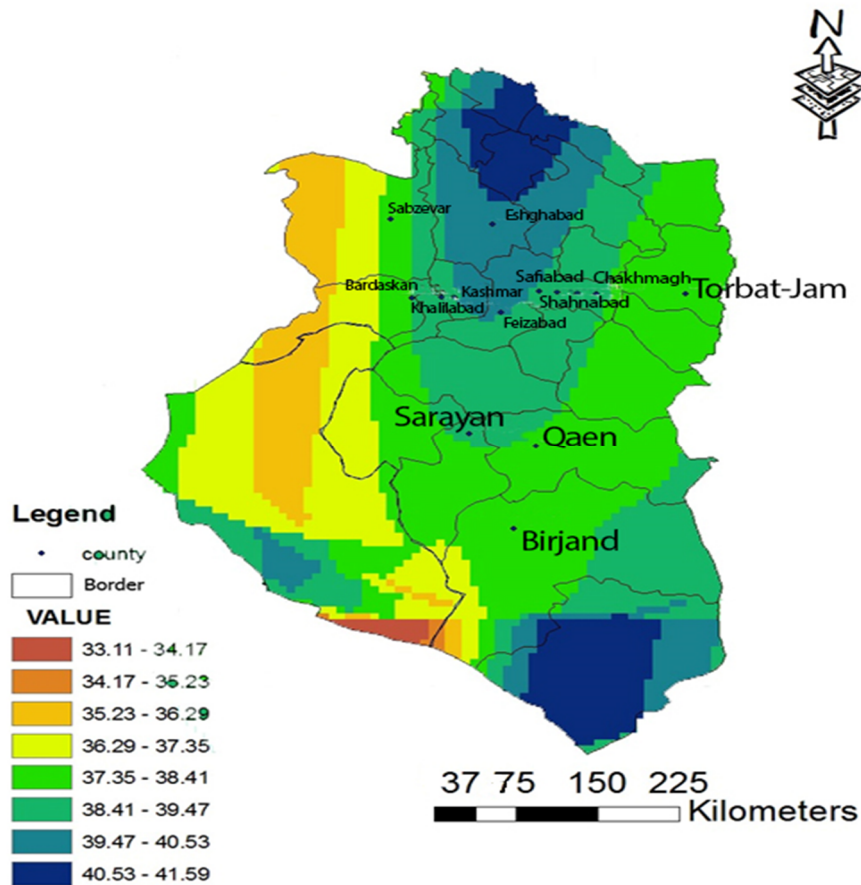 N
Sabzevar
Eshghabad
Bardaskan
Kashmar
Safiabad
Chakhmagh
Torbat-Jam
Khalilabad
Shahnabad
Feizabad
Sarayan
Qaen
Birjand
Legend
county
Border
VALUE
33.11 - 34.17
34.17 - 35.23
35.23 - 36.29
36.29 - 37.35
37.35 - 38.41
38.41 - 39.47
39.47 - 40.53
40.53 - 41.59
37 75 150 225
Kilometers